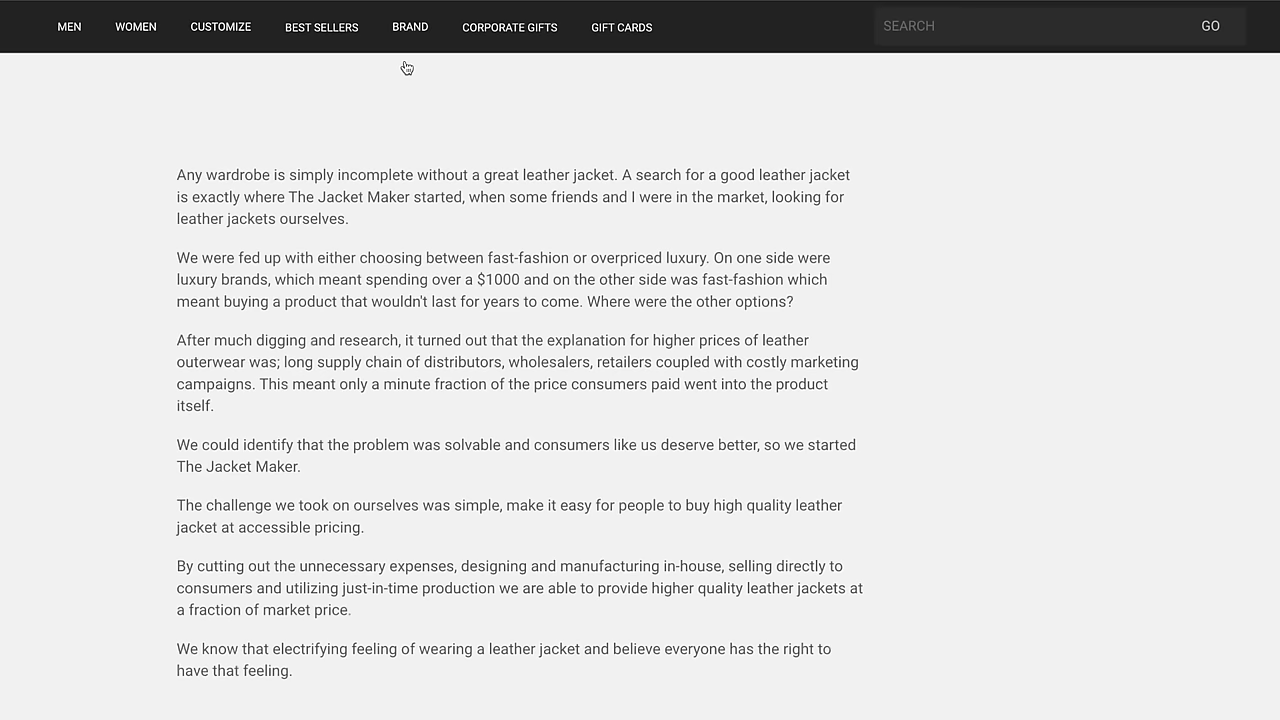 MEN WOMEN CUSTOMIZE BEST SELLERS BRAND CORPORATE GIFTS GIFT CARDS SEARCH GO
Any wardrobe is simply incomplete without a great leather jacket. A search for a good leather jacket
is exactly where The Jacket Maker started, when some friends and I were in the market, looking for
leather jackets ourselves.
We were fed up with either choosing between fast-fashion or overpriced luxury. On one side were
luxury brands, which meant spending over a $1000 and on the other side was fast-fashion which
meant buying a product that wouldn't last for years to come. Where were the other options?
After much digging and research, it turned out that the explanation for higher prices of leather
outerwear was; long supply chain of distributors, wholesalers, retailers coupled with costly marketing
campaigns. This meant only a minute fraction of the price consumers paid went into the product
itself.
We could identify that the problem was solvable and consumers like us deserve better, so we started
The Jacket Maker.
The challenge we took on ourselves was simple, make it easy for people to buy high quality leather
jacket at accessible pricing.
By cutting out the unnecessary expenses, designing and manufacturing in-house, selling directly to
consumers and utilizing just-in-time production we are able to provide higher quality leather jackets at
a fraction of market price.
We know that electrifying feeling of wearing a leather jacket and believe everyone has the right to
have that feeling.